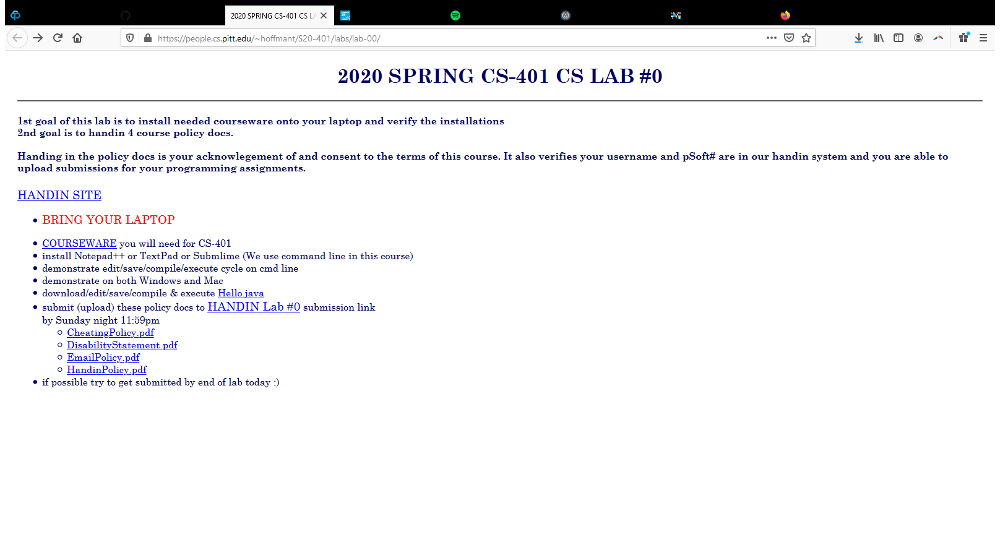 2020 SPRING CS-401 CS LA
https://people.cs.pitt.edu/~hoffmant/S20-401/labs/lab-00/
2020 SPRING CS-401 CS LAB #0
1st goal of this lab is to install needed courseware onto your laptop and verify the installations
2nd goal is to handin 4 course policy docs.
Handing in the policy docs is your acknowlegement of and consent to the terms of this course. It also verifies your username and pSoft# are in our handin system and you are able to
upload submissions for your programming assignments.
HANDIN SITE
BRING YOUR LAPTOP
COURSEWARE you will need for CS-401
install Notepad++ or TextPad or Submlime (We use command line in this course)
demonstrate edit/save/compile/execute cycle on cmd line
demonstrate on both Windows and Mac
download/edit/save/compile & execute Hello.java
submit (upload) these policy docs to HANDIN Lab #0 submission link
by Sunday night 11:59pm
CheatingPolicy.pdf
DisabilityStatement.pdf
EmailPolicy.pdf
HandinPolicy.pdf
if possible try to get submitted by end of lab today :)